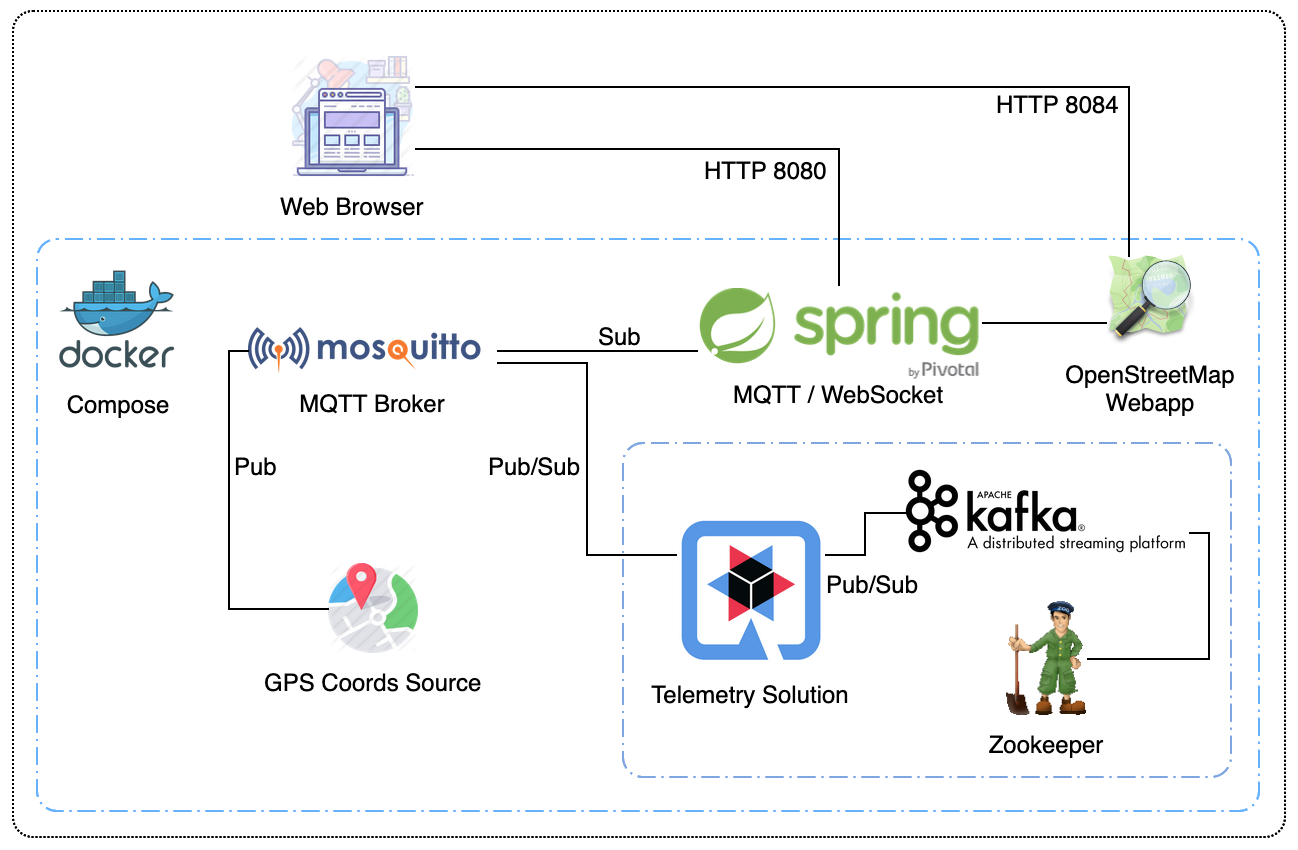 HTTP 8084
HTTP 8080
Web Browser
docker
Compose
mosquitto
MQTT Broker
Sub
spring
by Pivotal
MQTT / WebSocket
OpenStreetMap
Webapp
Pub
Pub/Sub
APACHE
kafka®
A distributed streaming platform
Pub/Sub
GPS Coords Source
Telemetry Solution
ZOO
Zookeeper